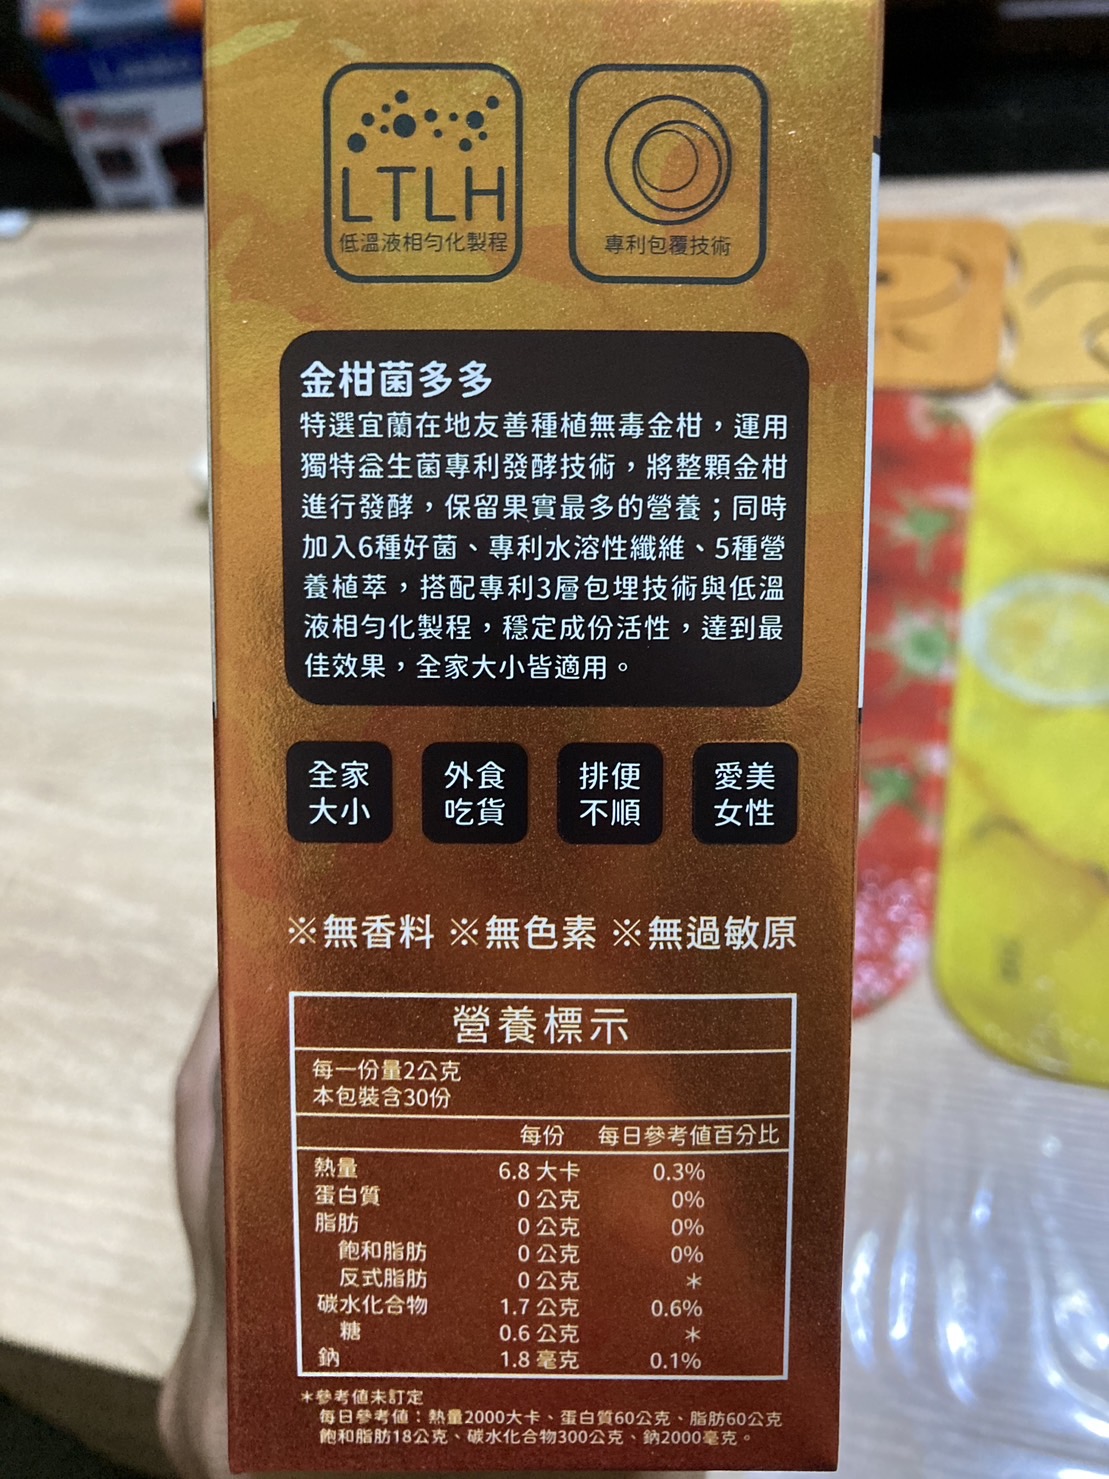 LTLH
低溫液相勻化製程
專利包覆技術
金柑菌多多
特選宜蘭在地友善種植無毒金柑，運用
獨特益生菌專利發酵技術，將整顆金柑
進行發酵，保留果實最多的營養；同時
加入6種好菌、專利水溶性纖維、5種營
養植萃，搭配專利3層包埋技術與低溫
液相勻化製程，穩定成份活性，達到最
佳效果，全家大小皆適用。
全家
大小
外食
吃貨
排便
不順
愛美
女性
※無香料 ※無色素 ※無過敏原
營養標示
每一份量2公克
本包裝含30份
每份 每日參考值百分比
熱量 6.8 大卡 0.3%
蛋白質 0 公克 0%
脂肪 0 公克 0%
飽和脂肪 0 公克 0%
反式脂肪 0 公克 *
碳水化合物 1.7 公克 0.6%
糖 0.6 公克 *
鈉 1.8 毫克 0.1%
*參考值未訂定
每日參考值：熱量2000大卡、蛋白質60公克、脂肪60公克
飽和脂肪18公克、碳水化合物300公克、鈉2000毫克。